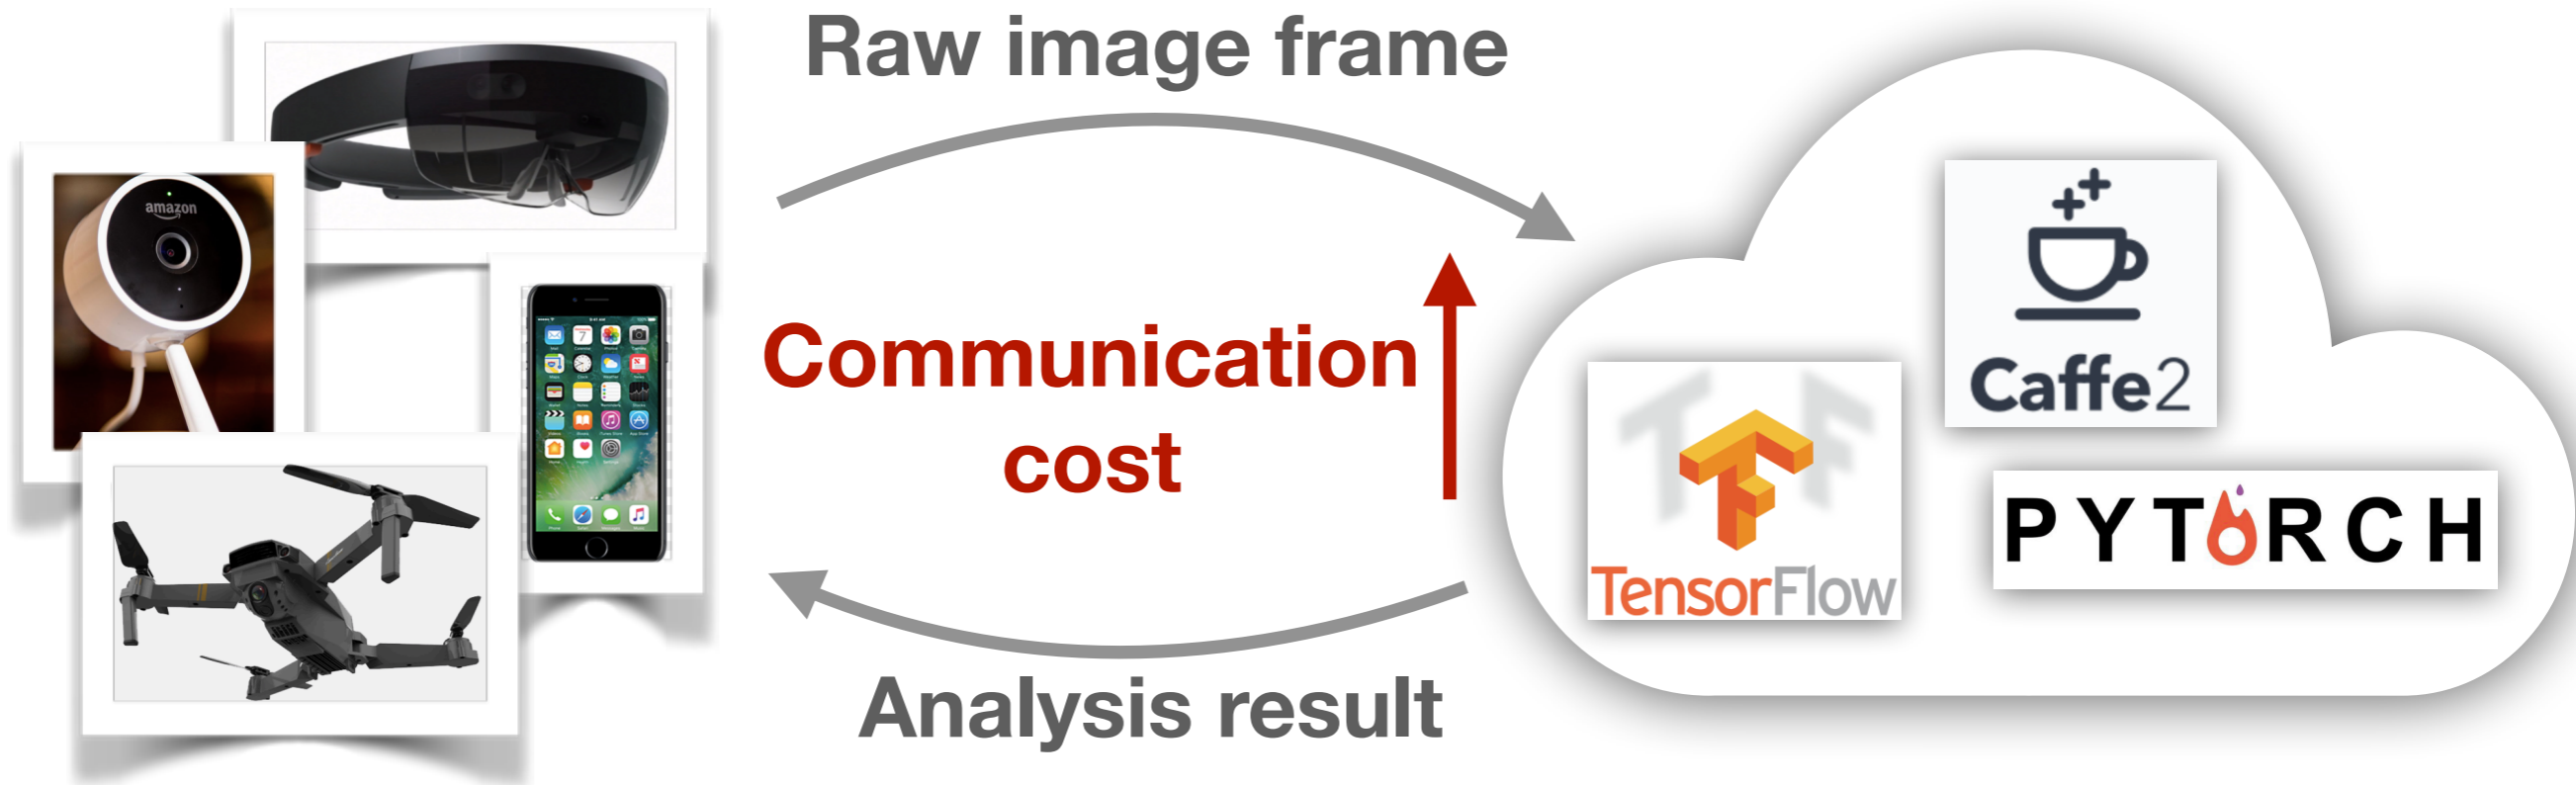 Raw image frame
amazon
Communication
cost
Caffe2
TensorFlow
PYTORCH
Analysis result